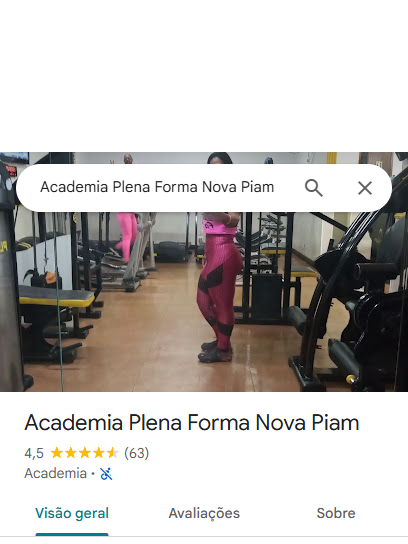 Academia Plena Forma Nova Piam
Academia Plena Forma Nova Piam
4,5 (63)
Academia ·
Visão geral Avaliações Sobre